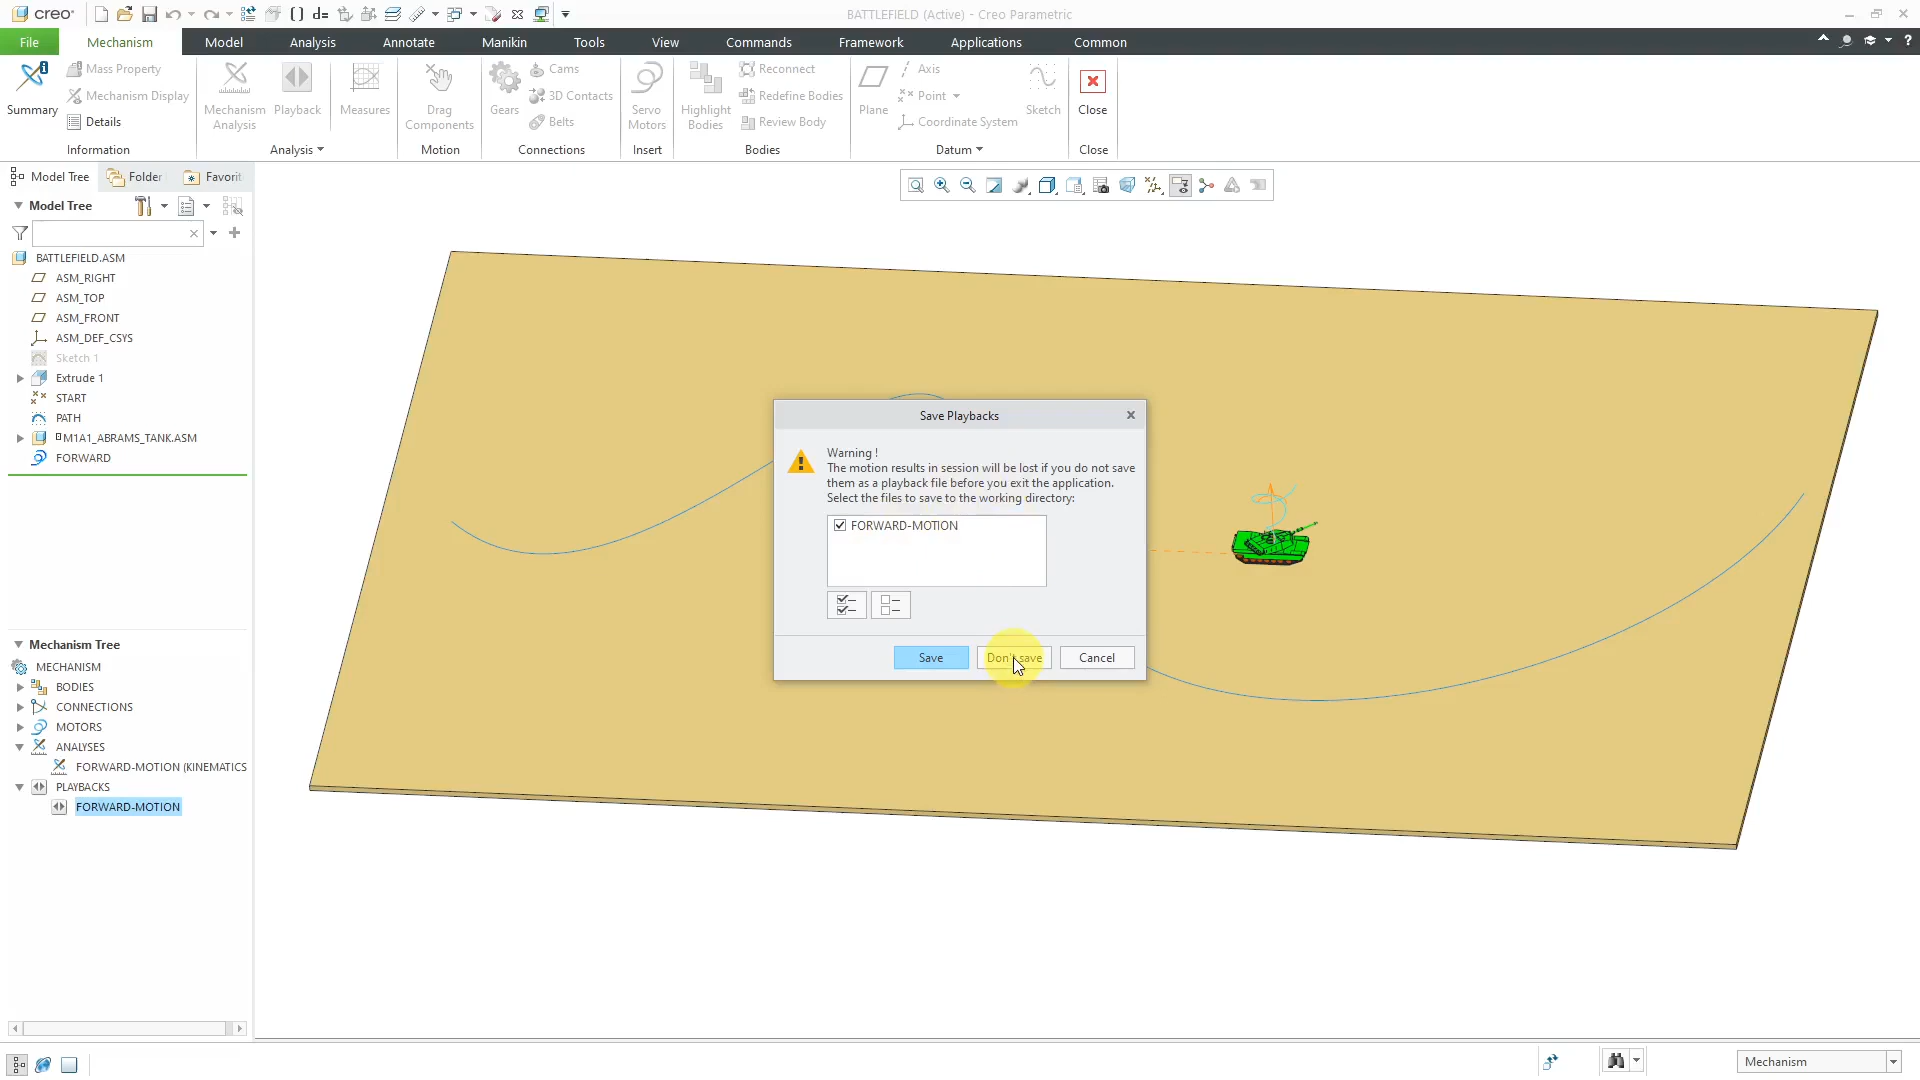 creo
BATTLEFIELD (Active) - Creo Parametric
File
Mechanism
Model
Analysis
Annotate
Manikin
Tools
View
Commands
Framework
Applications
Common
Summary
Mass Property
Mechanism Display
Details
Information
Mechanism
Analysis
Playback
Measures
Analysis
Drag
Components
Motion
Gears
Cams
3D Contacts
Belts
Connections
Servo
Motors
Insert
Highlight
Bodies
Reconnect
Redefine Bodies
Review Body
Bodies
Plane
Axis
Point
Coordinate System
Sketch
Datum
Close
Close
Model Tree
Folder
Favorit
Model Tree
BATTLEFIELD.ASM
ASM_RIGHT
ASM_TOP
ASM_FRONT
ASM_DEF_CSYS
Sketch 1
Extrude 1
START
PATH
M1A1_ABRAMS_TANK.ASM
FORWARD
Mechanism Tree
MECHANISM
BODIES
CONNECTIONS
MOTORS
ANALYSES
FORWARD-MOTION (KINEMATICS
PLAYBACKS
FORWARD-MOTION
Save Playbacks
Warning !
The motion results in session will be lost if you do not save
them as a playback file before you exit the application.
Select the files to save to the working directory:
FORWARD-MOTION
Save
Don't save
Cancel
Mechanism